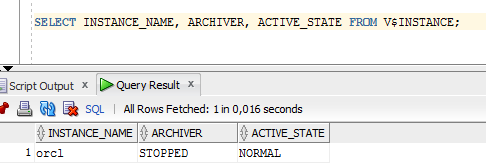 SELECT INSTANCE_NAME, ARCHIVER, ACTIVE_STATE FROM V$INSTANCE;
Script Output x Query Result x
SQL | All Rows Fetched: 1 in 0,016 seconds
INSTANCE_NAME ARCHIVER ACTIVE_STATE
1 orcl STOPPED NORMAL